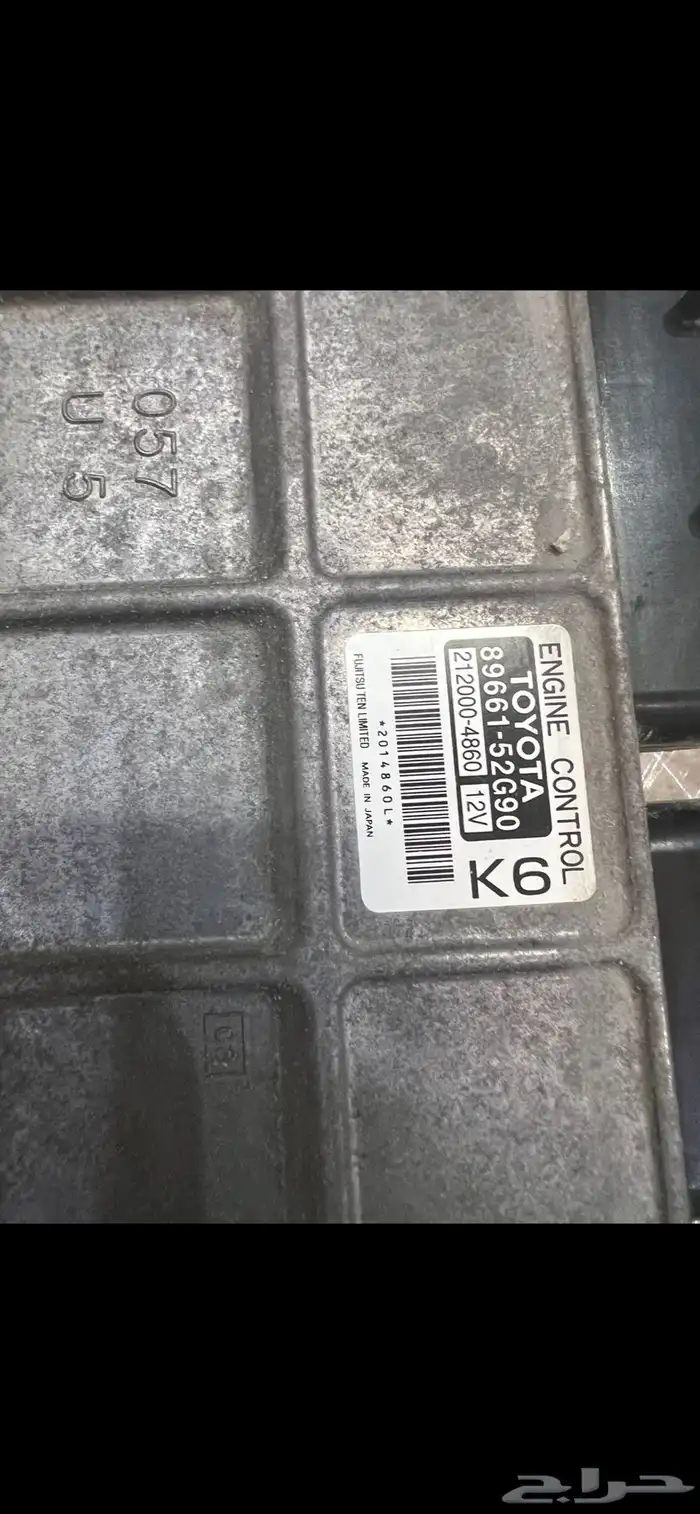 057
U 5
ENGINE CONTROL
TOYOTA
89661-52G90
212000-4860 12V
K6
*2014860L*
FUJITSU TEN LIMITED MADE IN JAPAN
حراج